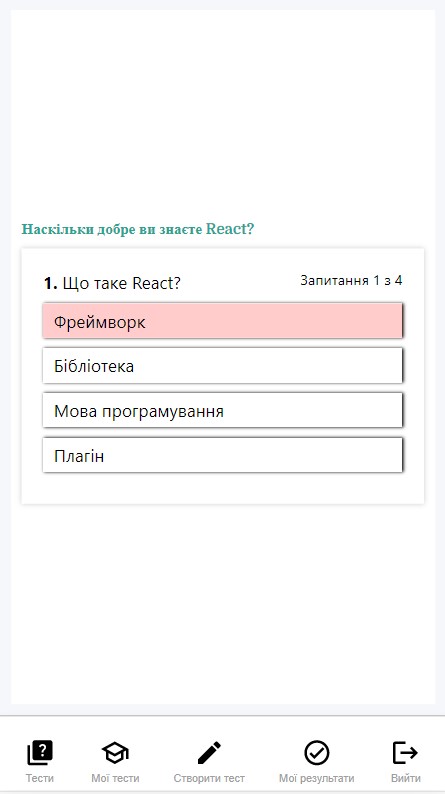 Наскільки добре ви знаєте React?
1. Що таке React?
Запитання 1 з 4
Фреймворк
Бібліотека
Мова програмування
Плагін
Тести
Мої тести
Створити тест
Мої результати
Вийти